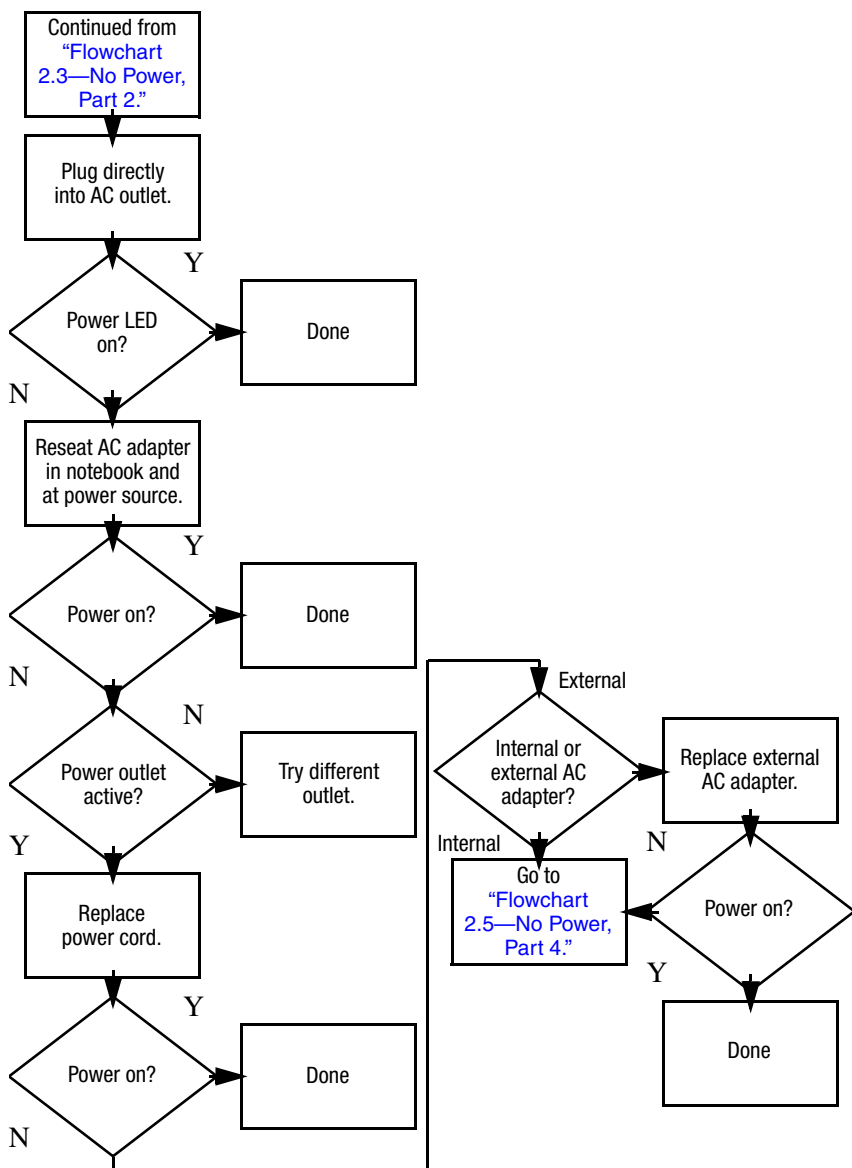 Continued from
“Flowchart
2.3—No Power,
Part 2.”
Plug directly
into AC outlet.
Y
Power LED
on?
Done
N
Reseat AC adapter
in notebook and
at power source.
Y
Power on?
Done
N
N
Power outlet
active?
Try different
outlet.
Y
Replace
power cord.
Y
Power on?
Done
N
External
Internal or
external AC
adapter?
Replace external
AC adapter.
Internal
N
Go to
“Flowchart
2.5—No Power,
Part 4.”
Power on?
Y
Done